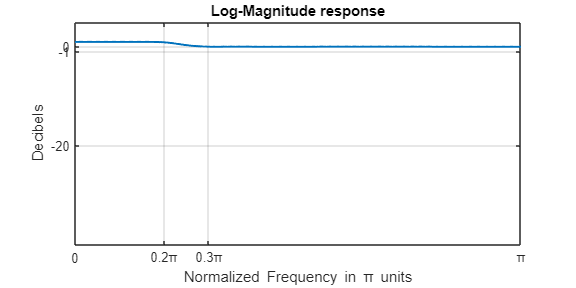 Log-Magnitude response
0
-1
-20
Decibels
0 0.2π 0.3π π
Normalized Frequency in π units